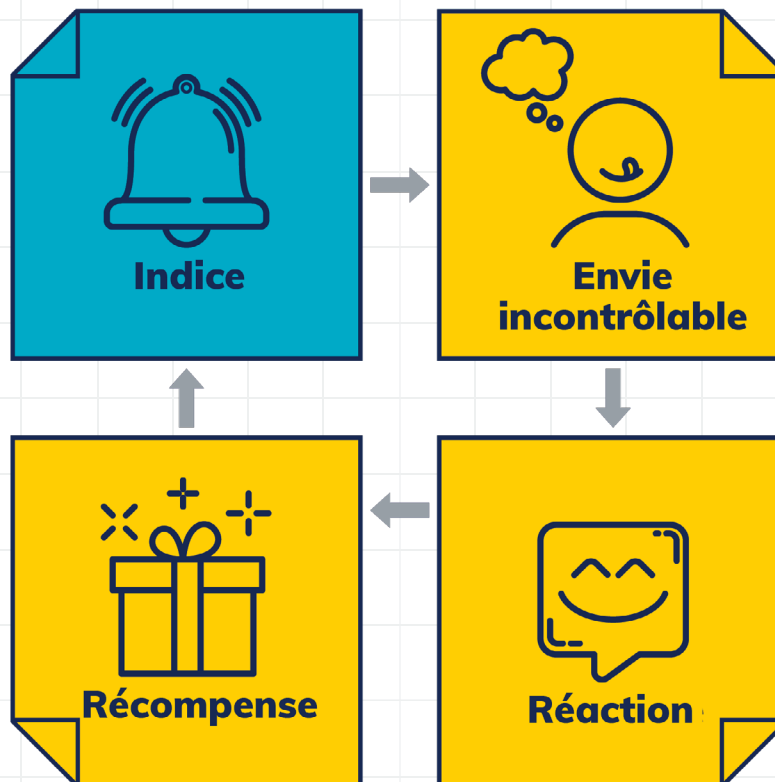 Indice
Envie
incontrôlable
Récompense
Réaction